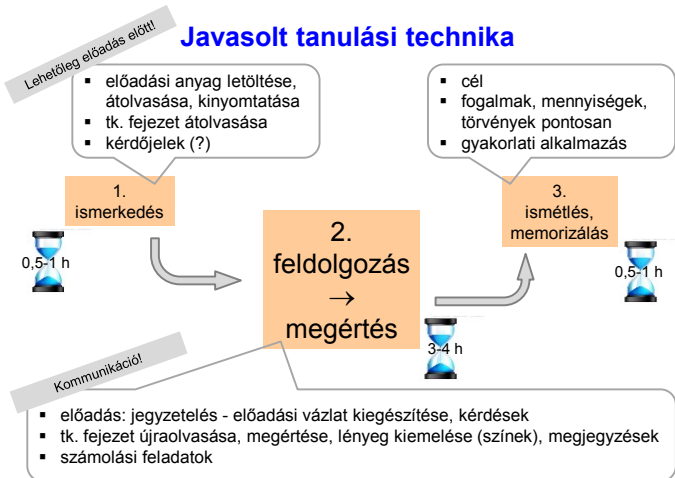 Lehetőleg előadás előtt!
Javasolt tanulási technika
▪ előadási anyag letöltése,
átolvasása, kinyomtatása
▪ tk. fejezet átolvasása
▪ kérdőjelek (?)
▪ cél
▪ fogalmak, mennyiségek,
törvények pontosan
▪ gyakorlati alkalmazás
1.
ismerkedés
0,5-1 h
2.
feldolgozás
→
megértés
3-4 h
3.
ismétlés,
memorizálás
0,5-1 h
Kommunikáció!
▪ előadás: jegyzetelés - előadási vázlat kiegészítése, kérdések
▪ tk. fejezet újraolvasása, megértése, lényeg kiemelése (színek), megjegyzések
▪ számolási feladatok